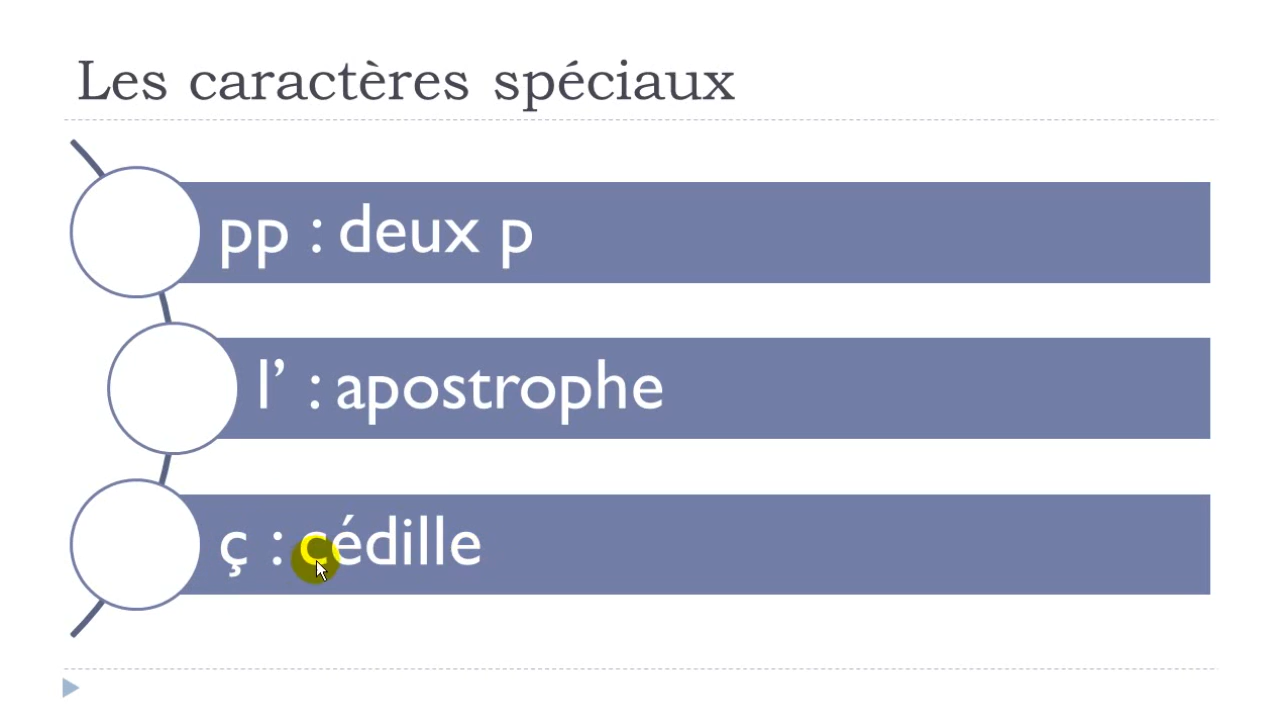 Les caractères spéciaux
pp : deux p
l’ : apostrophe
ç : cédille